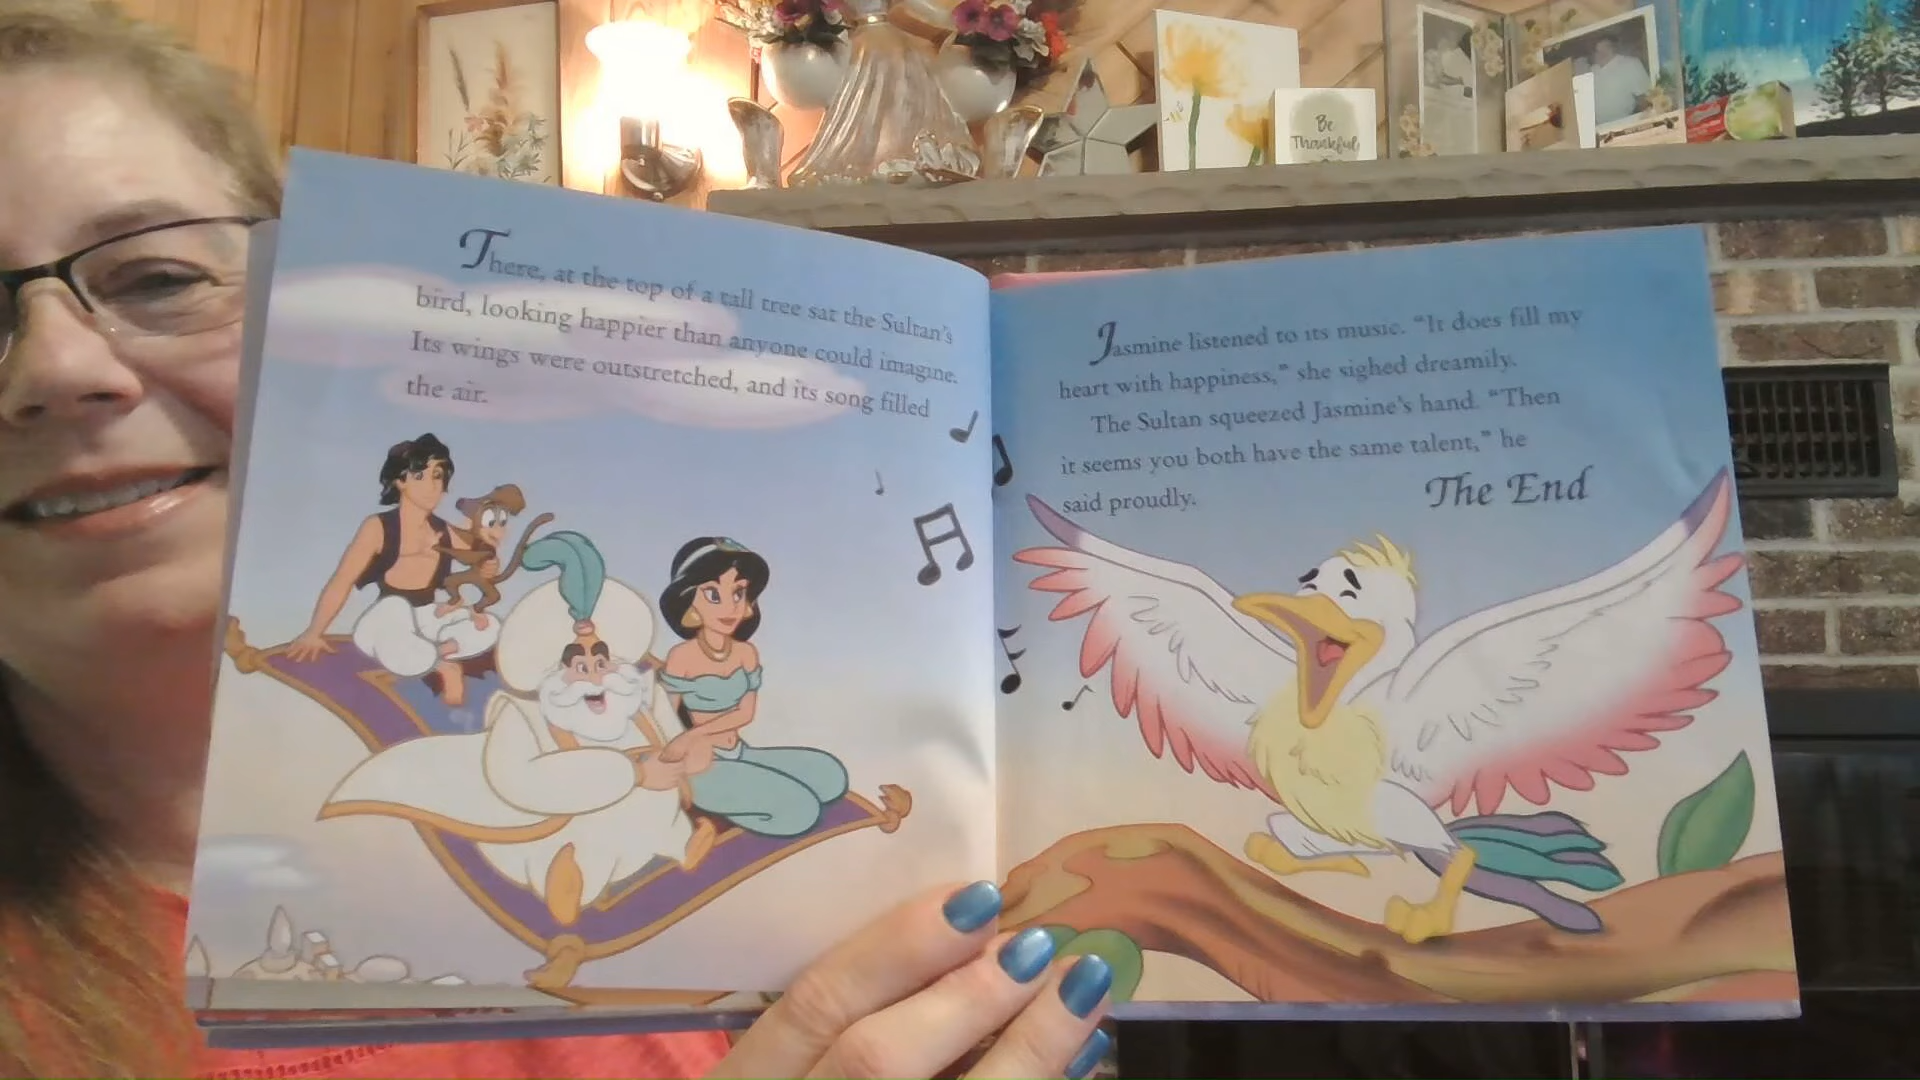 Be
Thankful
There, at the top of a tall tree sat the Sultan's
bird, looking happier than anyone could imagine.
Its wings were outstretched, and its song filled
the air.
Jasmine listened to its music. “It does fill my
heart with happiness,” she sighed dreamily.
The Sultan squeezed Jasmine's hand. “Then
it seems you both have the same talent,” he
said proudly.
The End